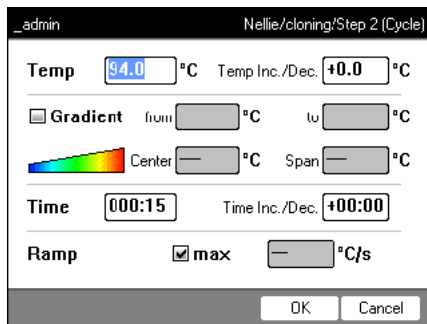 _admin Nellie/cloning/Step 2 (Cycle)
Temp 94.0 °C Temp Inc./Dec. +0.0 °C
Gradient from °C to °C
Center — °C Span — °C
Time 000:15 Time Inc./Dec. +00:00
Ramp max — °C/s
OK Cancel